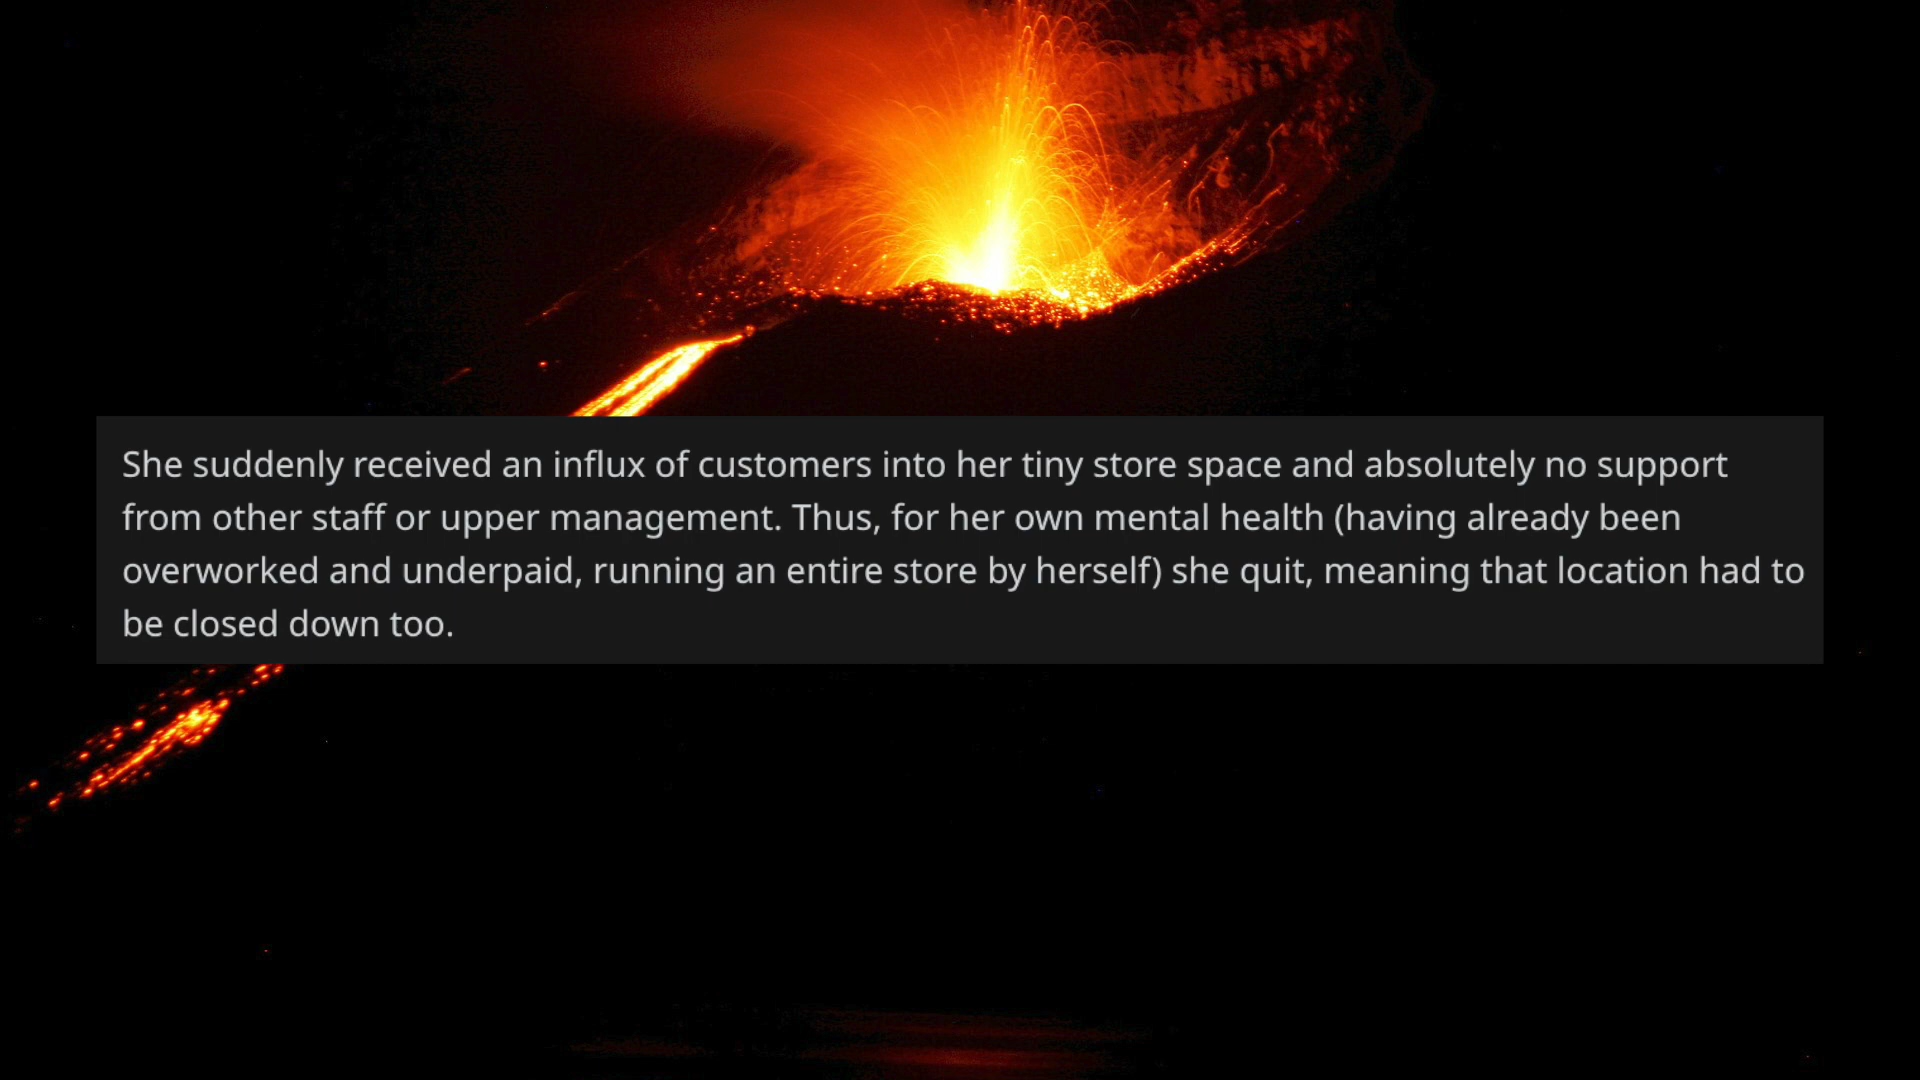 She suddenly received an influx of customers into her tiny store space and absolutely no support
from other staff or upper management. Thus, for her own mental health (having already been
overworked and underpaid, running an entire store by herself) she quit, meaning that location had to
be closed down too.